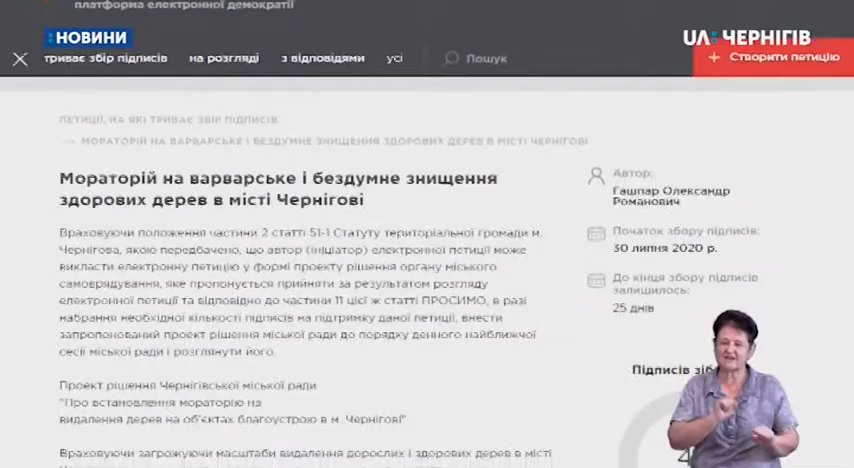 платформа електронної демократії
:НОВИНИ
UA: ЧЕРНІГІВ
триває збір підписів на розгляді з відповідями усі Пошук + Створити петицію
ПЕТИЦІЇ, НА ЯКІ ТРИВАЄ ЗБІР ПІДПИСІВ
→ МОРАТОРІЙ НА ВАРВАРСЬКЕ І БЕЗДУМНЕ ЗНИЩЕННЯ ЗДОРОВИХ ДЕРЕВ В МІСТІ ЧЕРНІГОВІ
Мораторій на варварське і бездумне знищення
здорових дерев в місті Чернігові
Враховуючи положення частини 2 статті 51-1 Статуту територіальної громади м.
Чернігова, якою передбачено, що автор (ініціатор) електронної петиції може
викласти електронну петицію у формі проекту рішення органу міського
самоврядування, яке пропонується прийняти за результатом розгляду
електронної петиції та відповідно до частини 11 цієї ж статті ПРОСИМО, в разі
набрання необхідної кількості підписів на підтримку даної петиції, внести
запропонований проект рішення міської ради до порядку денного найближчої
сесії міської ради і розглянути його.
Проект рішення Чернігівської міської ради
"Про встановлення мораторію на
видалення дерев на об'єктах благоустрою в м. Чернігові"
Враховуючи загрожуючи масштаби видалення дорослих і здорових дерев в місті
Автор:
Гашпар Олександр
Романович
Початок збору підписів:
30 липня 2020 р.
До кінця збору підписів
залишилось:
25 днів
Підписів зіб